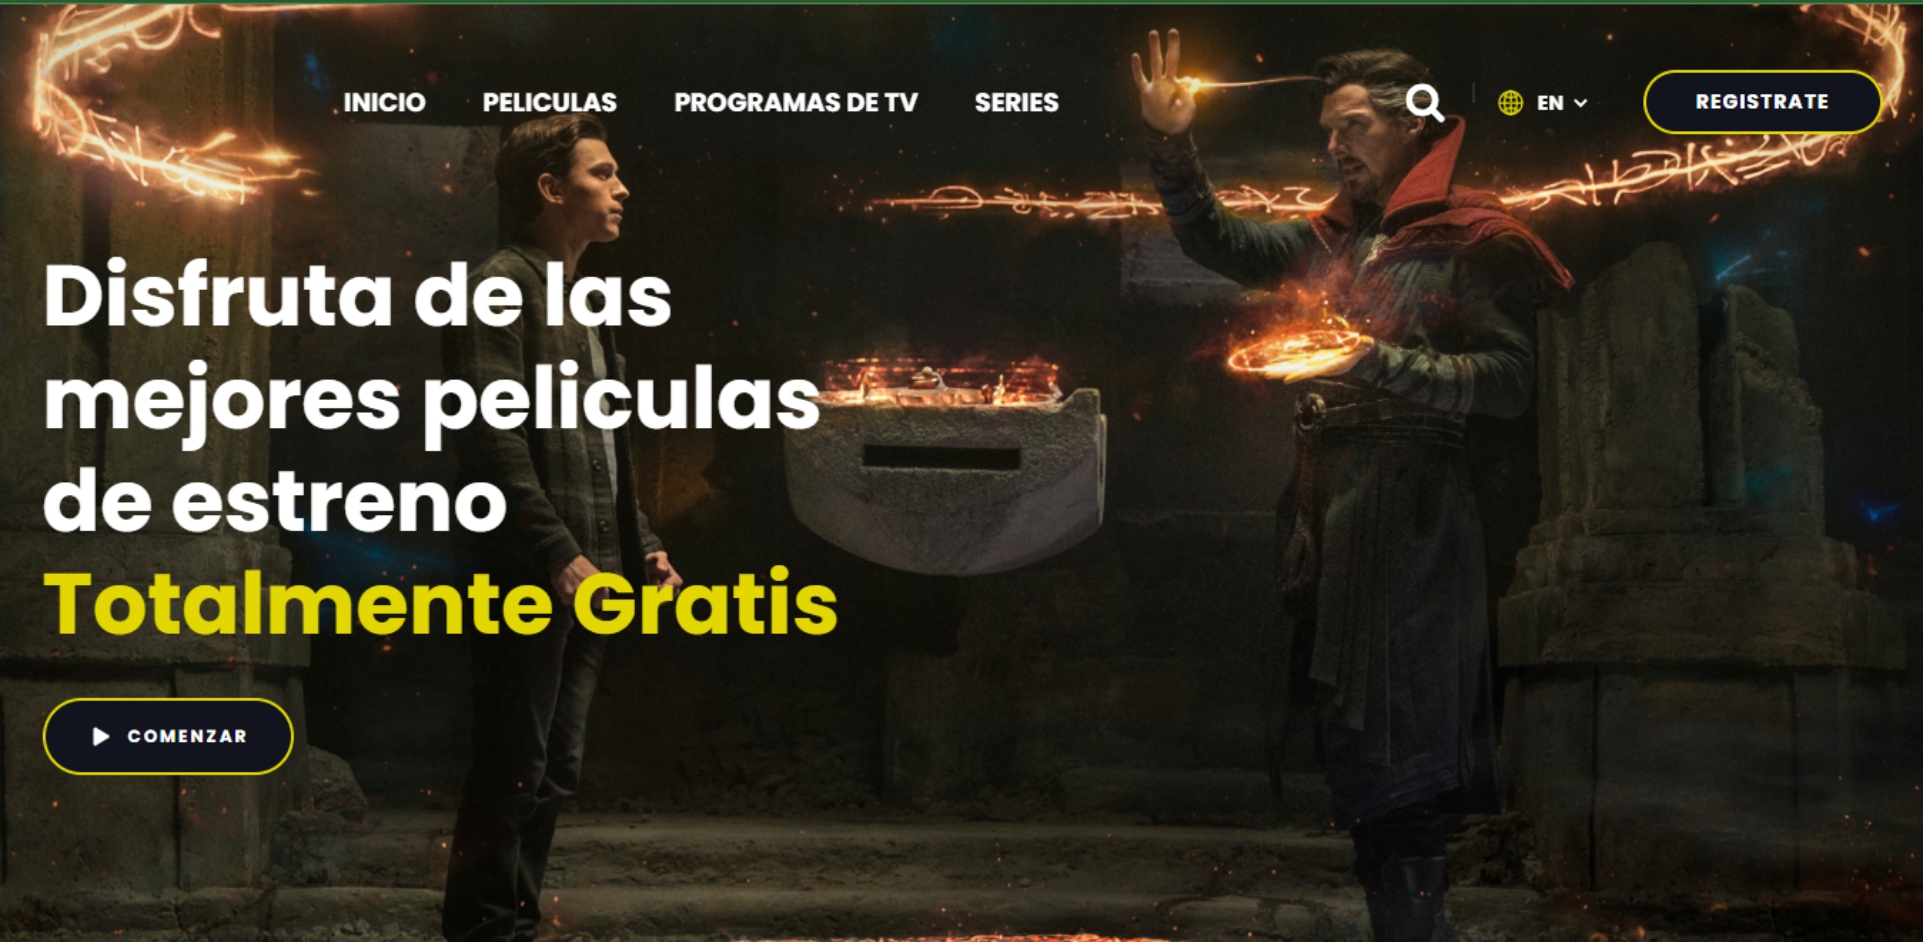 INICIO PELICULAS PROGRAMAS DE TV SERIES EN REGISTRATE
Disfruta de las
mejores peliculas
de estreno
Totalmente Gratis
COMENZAR